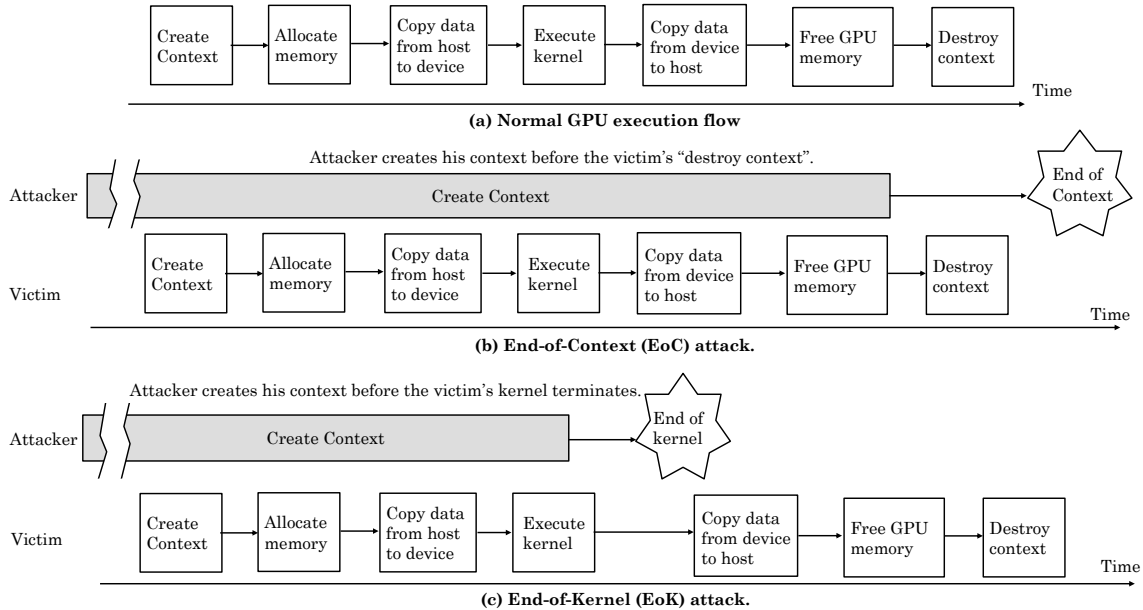 Create
Context
Allocate
memory
Copy data
from host
to device
Execute
kernel
Copy data
from device
to host
Free GPU
memory
Destroy
context
Time
(a) Normal GPU execution flow
Attacker creates his context before the victim’s “destroy context”.
Attacker
Create Context
End of
Context
Victim
Create
Context
Allocate
memory
Copy data
from host
to device
Execute
kernel
Copy data
from device
to host
Free GPU
memory
Destroy
context
Time
(b) End-of-Context (EoC) attack.
Attacker creates his context before the victim’s kernel terminates.
Attacker
Create Context
End of
kernel
Victim
Create
Context
Allocate
memory
Copy data
from host
to device
Execute
kernel
Copy data
from device
to host
Free GPU
memory
Destroy
context
Time
(c) End-of-Kernel (EoK) attack.